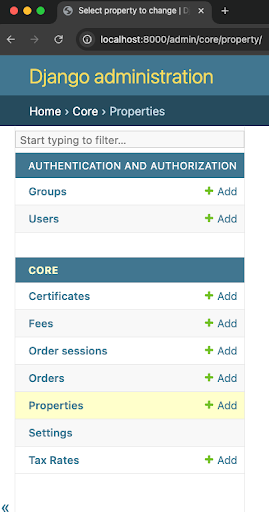 Select property to change | D
localhost:8000/admin/core/property/
Django administration
Home › Core › Properties
Start typing to filter...
AUTHENTICATION AND AUTHORIZATION
Groups + Add
Users + Add
CORE
Certificates + Add
Fees + Add
Order sessions + Add
Orders + Add
Properties + Add
Settings
Tax Rates + Add
«